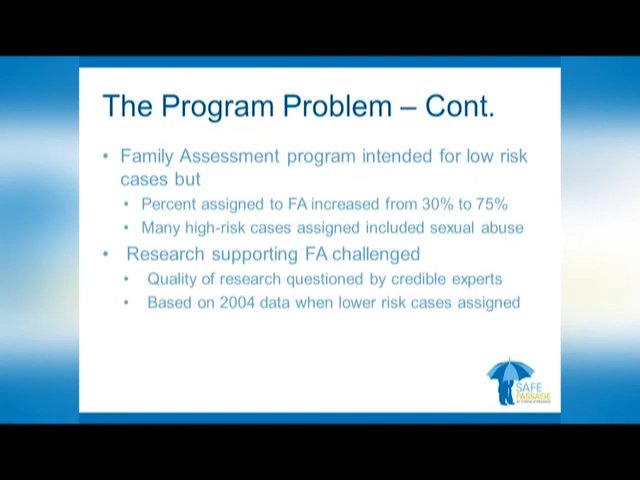 The Program Problem – Cont.
• Family Assessment program intended for low risk
cases but
• Percent assigned to FA increased from 30% to 75%
• Many high-risk cases assigned included sexual abuse
• Research supporting FA challenged
• Quality of research questioned by credible experts
• Based on 2004 data when lower risk cases assigned
SAFE
PASSAGE